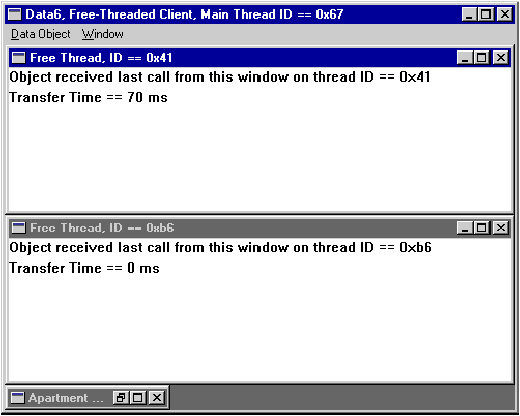 Data6, Free-Threaded Client, Main Thread ID == 0x67
Data Object Window
Free Thread, ID == 0x41
Object received last call from this window on thread ID == 0x41
Transfer Time == 70 ms
Free Thread, ID == 0xb6
Object received last call from this window on thread ID == 0xb6
Transfer Time == 0 ms
Apartment ...